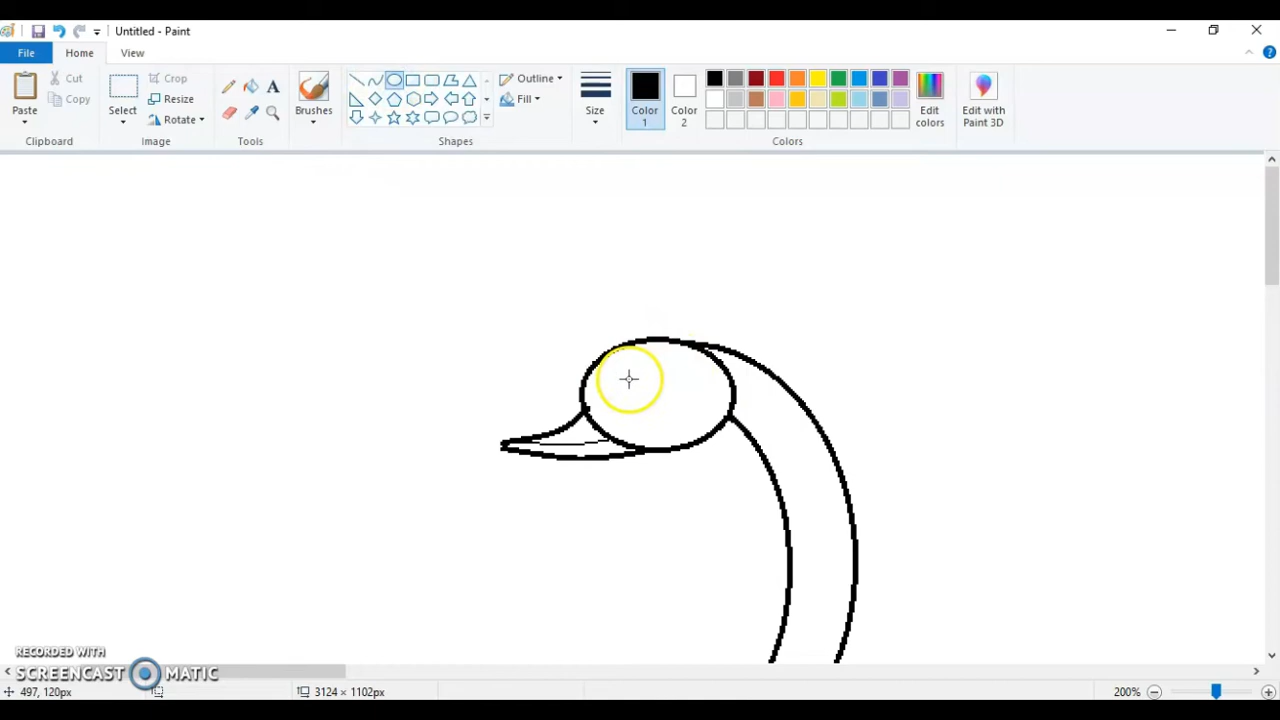 Untitled - Paint
File Home View
Paste
Cut
Copy
Clipboard
Select
Crop
Resize
Rotate
Image
Tools
Brushes
Outline
Fill
Shapes
Size
Color 1
Color 2
Edit colors
Colors
Edit with Paint 3D
RECORDED WITH
SCREENCAST MATIC
497, 120px
3124 × 1102px
200%